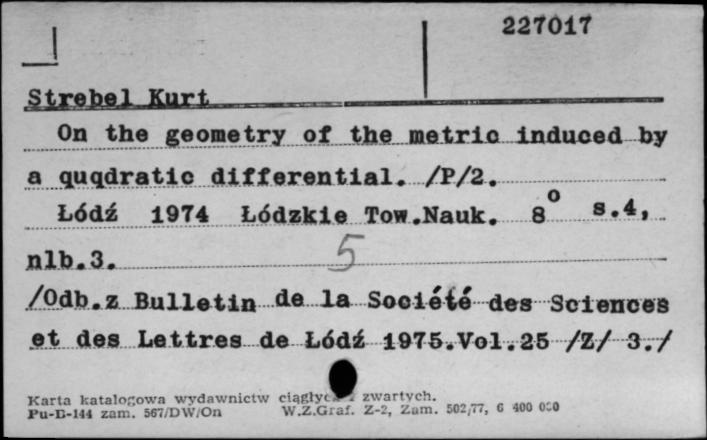 227017
Strebel Kurt
On the geometry of the metric induced by
a quqdratic differential. /P/2.
Łódź 1974 Łódzkie Tow.Nauk. 8° s.4,
nlb.3. 5
/Odb.z Bulletin de la Société des Sciences
et des Lettres de Łódź 1975.Vol.25 /Z/ 3./
Karta katalogowa wydawnictw zwartych.
Pu-D-144 zam. 567/DW/On W.Z.Graf. Z-2, Zam. 502/77, 6 400 000